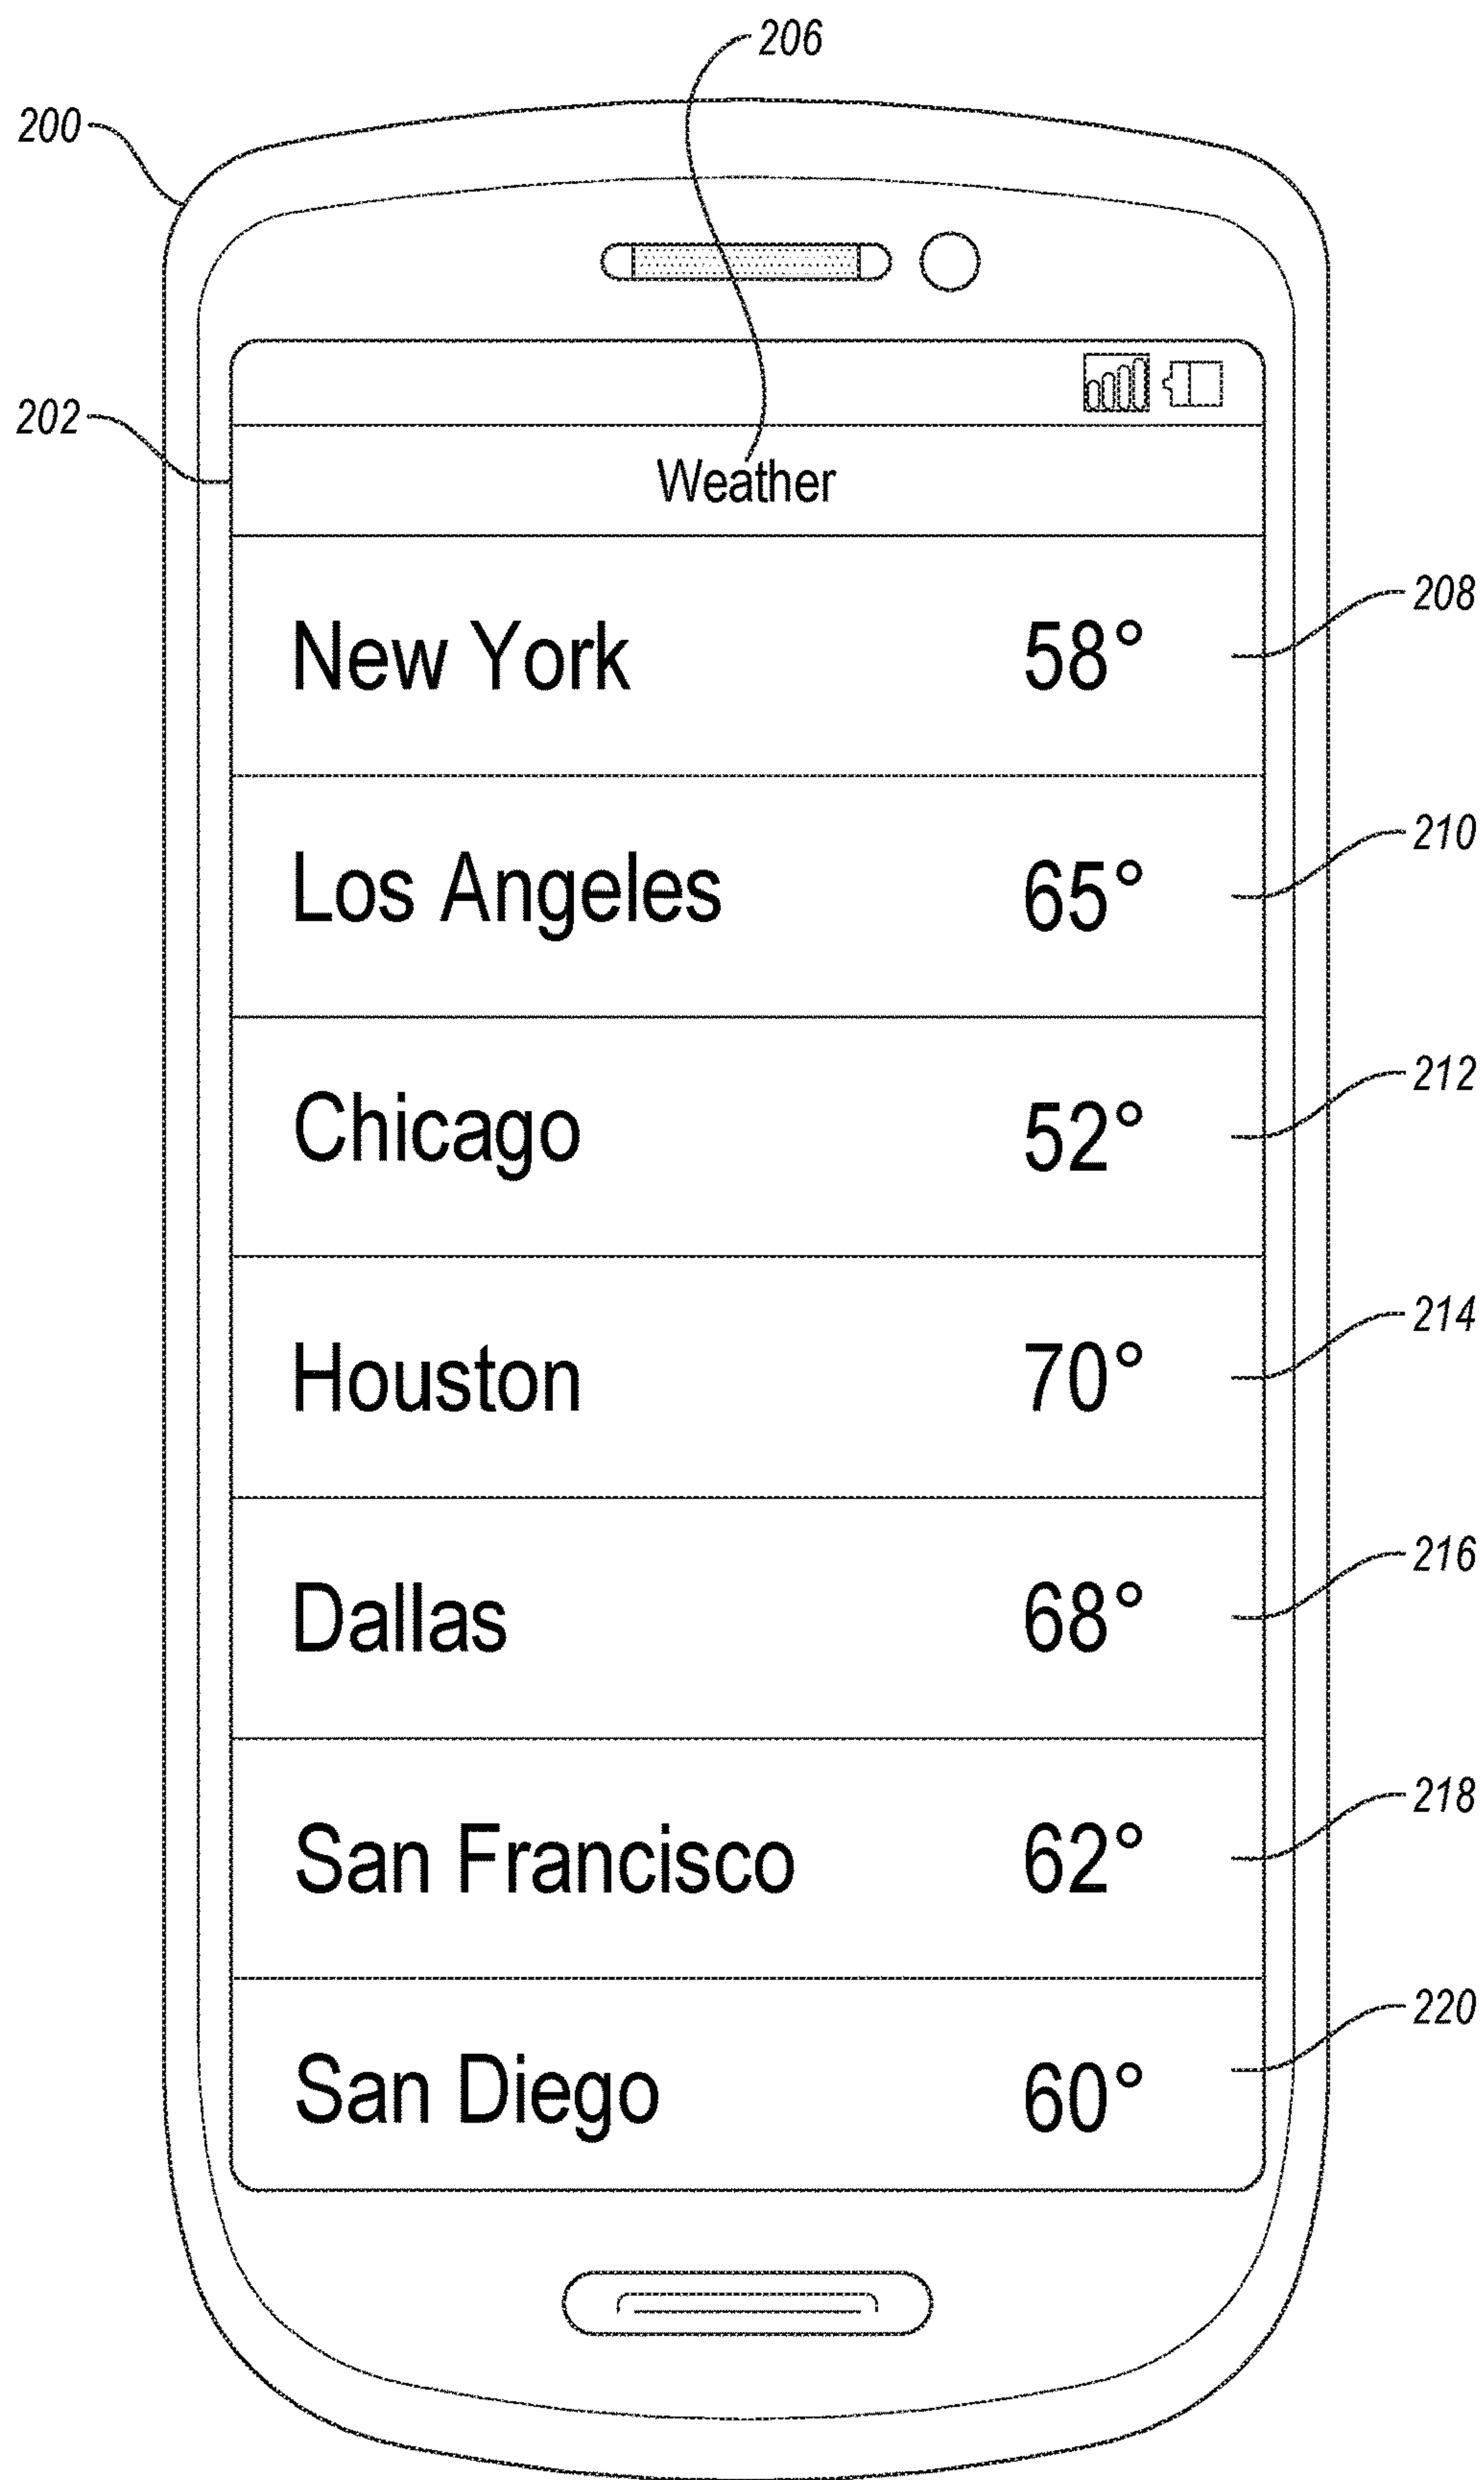 206
200
202
Weather
New York 58° 208
Los Angeles 65° 210
Chicago 52° 212
Houston 70° 214
Dallas 68° 216
San Francisco 62° 218
San Diego 60° 220